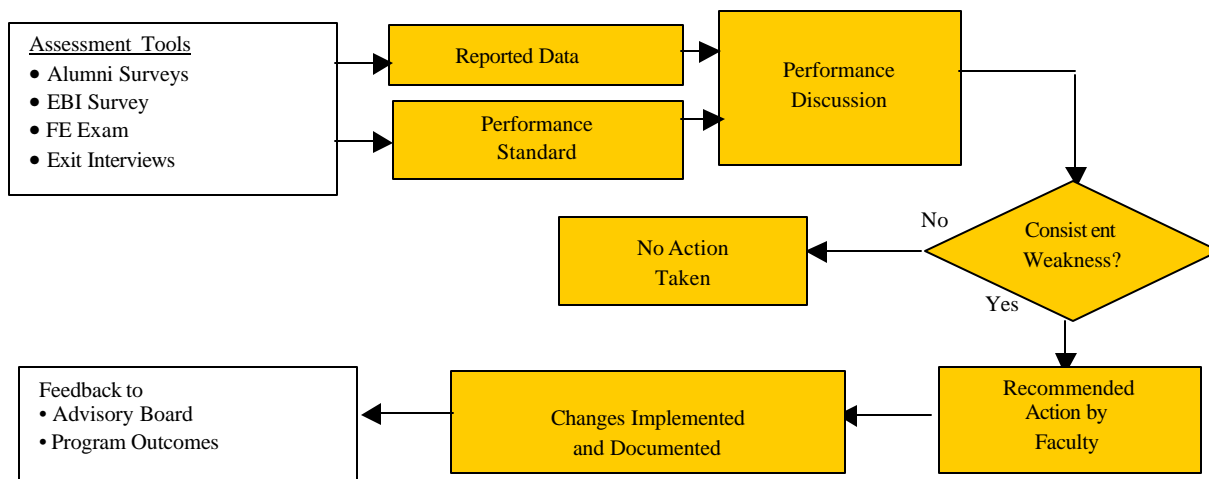 Assessment Tools
• Alumni Surveys
• EBI Survey
• FE Exam
• Exit Interviews
Reported Data
Performance
Standard
Performance
Discussion
Consist ent
Weakness?
No
Yes
No Action
Taken
Recommended
Action by
Faculty
Changes Implemented
and Documented
Feedback to
• Advisory Board
• Program Outcomes